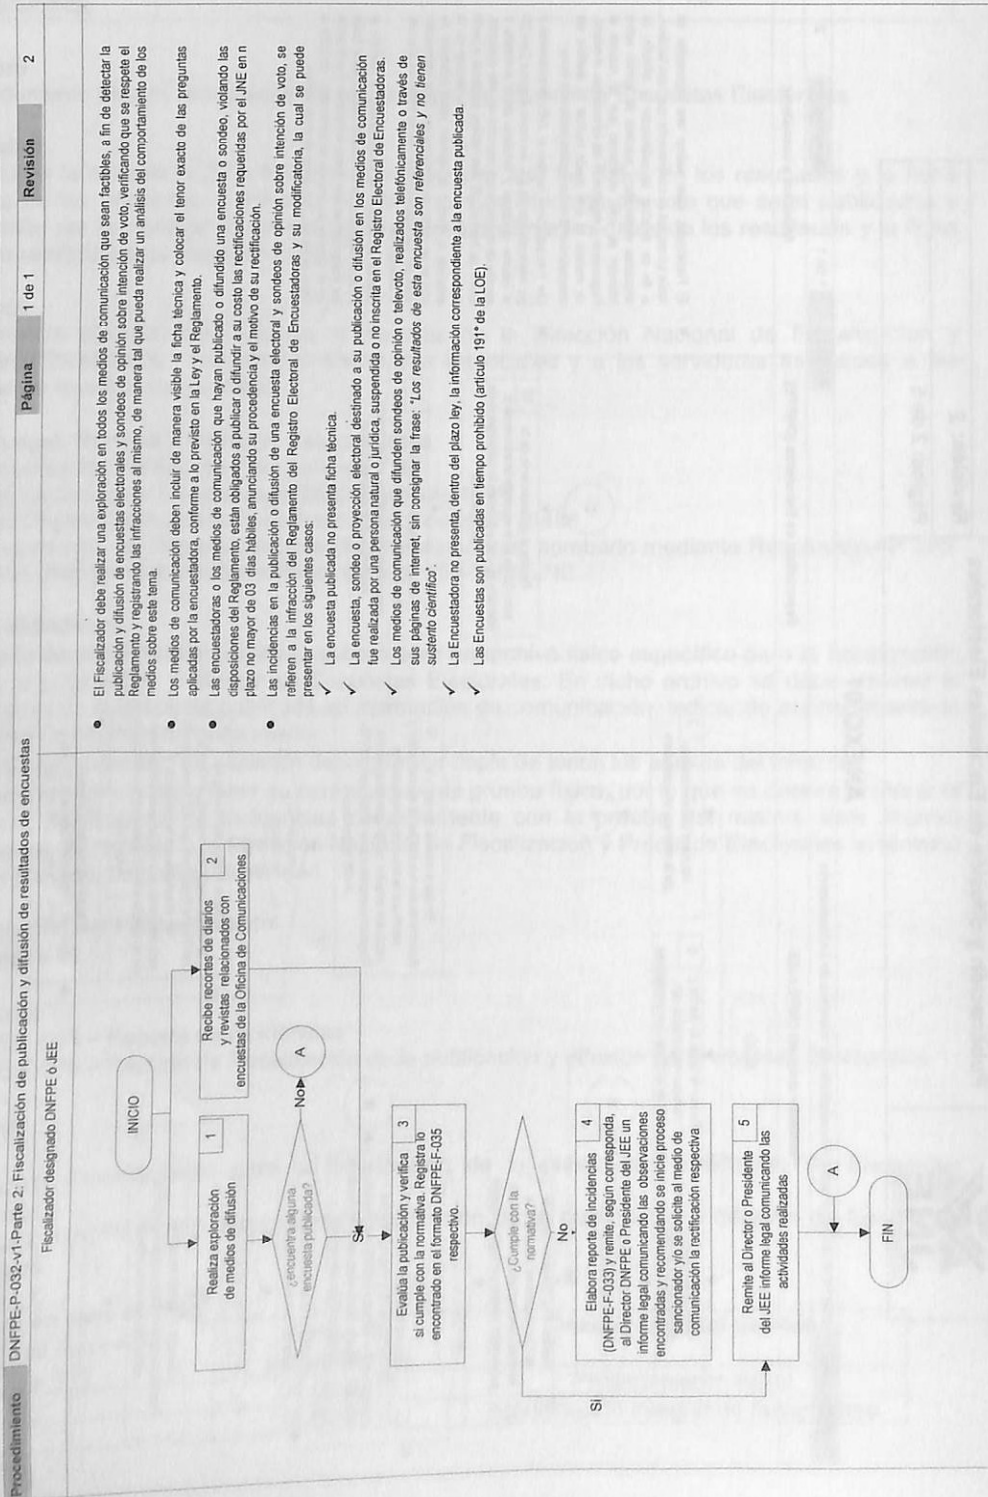 Procedimiento DNFPE-P-032-v1-Parte 2: Fiscalización de publicación y difusión de resultados de encuestas Página 1 de 1 Revisión 2
Fiscalizador designado DNFPE ó JEE
INICIO
Realiza exploración
de medios de difusión
1
Recibe recortes de diarios
y revistas relacionados con
encuestas de la Oficina de Comunicaciones
2
¿encuentra alguna
encuesta publicada?
No
A
Si
Evalúa la publicación y verifica
si cumple con la normativa. Registra lo
encontrado en el formato DNFPE-F-035
respectivo.
3
¿Cumple con la
normativa?
No
Si
Elabora reporte de incidencias
(DNFPE-F-033) y remite, según corresponda,
al Director DNFPE o Presidente del JEE un
informe legal comunicando las observaciones
encontradas y recomendando se inicie proceso
sancionador y/o se solicite al medio de
comunicación la rectificación respectiva
4
Remite al Director o Presidente
del JEE informe legal comunicando las
actividades realizadas
5
A
FIN
• El Fiscalizador debe realizar una exploración en todos los medios de comunicación que sean factibles, a fin de detectar la
publicación y difusión de encuestas electorales y sondeos de opinión sobre intención de voto, verificando que se respete el
Reglamento y registrando las infracciones al mismo, de manera tal que pueda realizar un análisis del comportamiento de los
medios sobre este tema.
• Los medios de comunicación deben incluir de manera visible la ficha técnica y colocar el tenor exacto de las preguntas
aplicadas por la encuestadora, conforme a lo previsto en la Ley y el Reglamento.
• Las encuestadoras o los medios de comunicación que hayan publicado o difundido una encuesta o sondeo, violando las
disposiciones del Reglamento, están obligados a publicar o difundir a su costo las rectificaciones requeridas por el JNE en n
plazo no mayor de 03 días hábiles, anunciando su procedencia y el motivo de su rectificación.
• Las incidencias en la publicación o difusión de una encuesta electoral y sondeos de opinión sobre intención de voto, se
refieren a la infracción del Reglamento del Registro Electoral de Encuestadoras y su modificatoria, la cual se puede
presentar en los siguientes casos:
✓ La encuesta publicada no presenta ficha técnica.
✓ La encuesta, sondeo o proyección electoral destinado a su publicación o difusión en los medios de comunicación
fue realizada por una persona natural o jurídica, suspendida o no inscrita en el Registro Electoral de Encuestadoras.
✓ Los medios de comunicación que difunden sondeos de opinión o televoto, realizados telefónicamente o través de
sus páginas de internet, sin consignar la frase: "Los resultados de esta encuesta son referenciales y no tienen
sustento científico".
✓ La Encuestadora no presenta, dentro del plazo ley, la información correspondiente a la encuesta publicada.
✓ Las Encuestas son publicadas en tiempo prohibido (artículo 191° de la LOE).